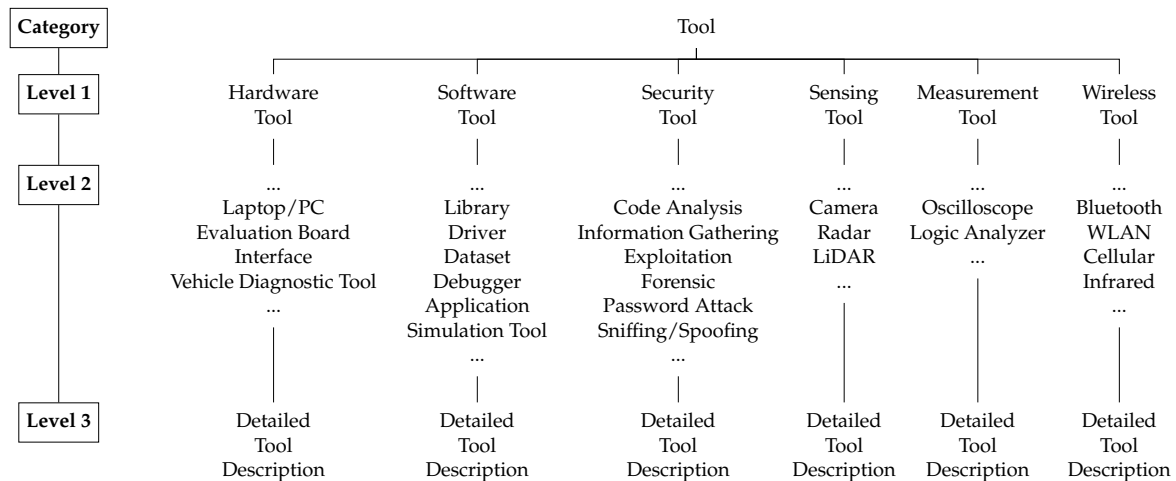 Category
Tool
Level 1
Hardware
Tool
Software
Tool
Security
Tool
Sensing
Tool
Measurement
Tool
Wireless
Tool
Level 2
...
Laptop/PC
Evaluation Board
Interface
Vehicle Diagnostic Tool
...
...
Library
Driver
Dataset
Debugger
Application
Simulation Tool
...
...
Code Analysis
Information Gathering
Exploitation
Forensic
Password Attack
Sniffing/Spoofing
...
...
Camera
Radar
LiDAR
...
...
Oscilloscope
Logic Analyzer
...
...
Bluetooth
WLAN
Cellular
Infrared
...
Level 3
Detailed
Tool
Description
Detailed
Tool
Description
Detailed
Tool
Description
Detailed
Tool
Description
Detailed
Tool
Description
Detailed
Tool
Description